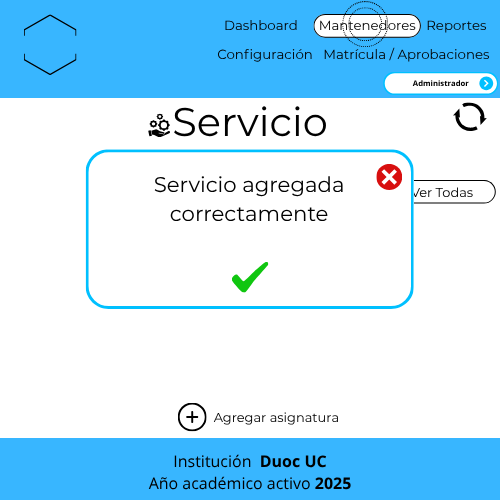 Dashboard Mantenedores Reportes
Configuración Matrícula / Aprobaciones
Administrador
Servicio
Servicio agregada
correctamente
Ver Todas
Agregar asignatura
Institución Duoc UC
Año académico activo 2025